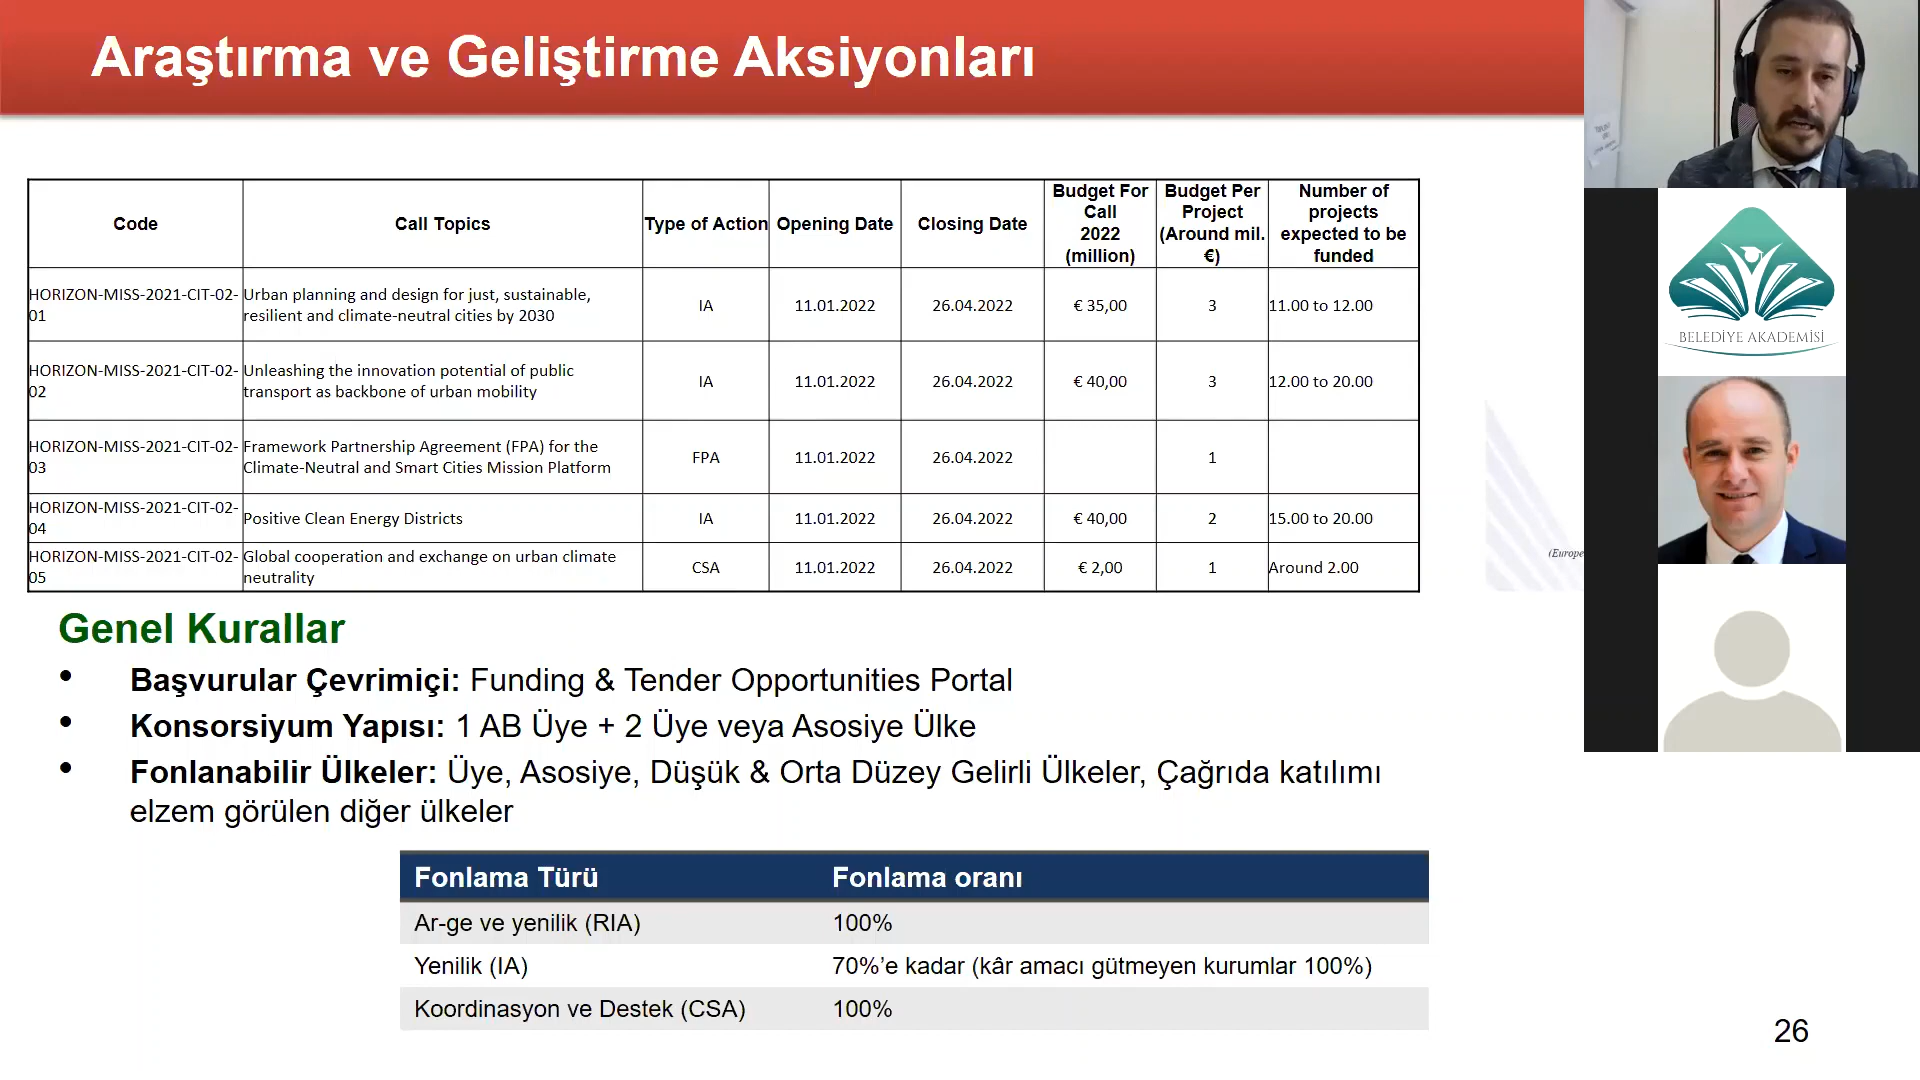 Araştırma ve Geliştirme Aksiyonları
Code
Call Topics
Type of Action
Opening Date
Closing Date
Budget For
Call
2022
(million)
Budget Per
Project
(Around mil.
€)
Number of
projects
expected to be
funded
HORIZON-MISS-2021-CIT-02-
01
Urban planning and design for just, sustainable,
resilient and climate-neutral cities by 2030
IA
11.01.2022
26.04.2022
€ 35,00
3
11.00 to 12.00
HORIZON-MISS-2021-CIT-02-
02
Unleashing the innovation potential of public
transport as backbone of urban mobility
IA
11.01.2022
26.04.2022
€ 40,00
3
12.00 to 20.00
HORIZON-MISS-2021-CIT-02-
03
Framework Partnership Agreement (FPA) for the
Climate-Neutral and Smart Cities Mission Platform
FPA
11.01.2022
26.04.2022
1
HORIZON-MISS-2021-CIT-02-
04
Positive Clean Energy Districts
IA
11.01.2022
26.04.2022
€ 40,00
2
15.00 to 20.00
HORIZON-MISS-2021-CIT-02-
05
Global cooperation and exchange on urban climate
neutrality
CSA
11.01.2022
26.04.2022
€ 2,00
1
Around 2.00
Genel Kurallar
• Başvurular Çevrimiçi: Funding & Tender Opportunities Portal
• Konsorsiyum Yapısı: 1 AB Üye + 2 Üye veya Asosiye Ülke
• Fonlanabilir Ülkeler: Üye, Asosiye, Düşük & Orta Düzey Gelirli Ülkeler, Çağrıda katılımı
elzem görülen diğer ülkeler
Fonlama Türü
Fonlama oranı
Ar-ge ve yenilik (RIA)
100%
Yenilik (IA)
70%’e kadar (kâr amacı gütmeyen kurumlar 100%)
Koordinasyon ve Destek (CSA)
100%
26
(Europe
BELEDİYE AKADEMİSİ